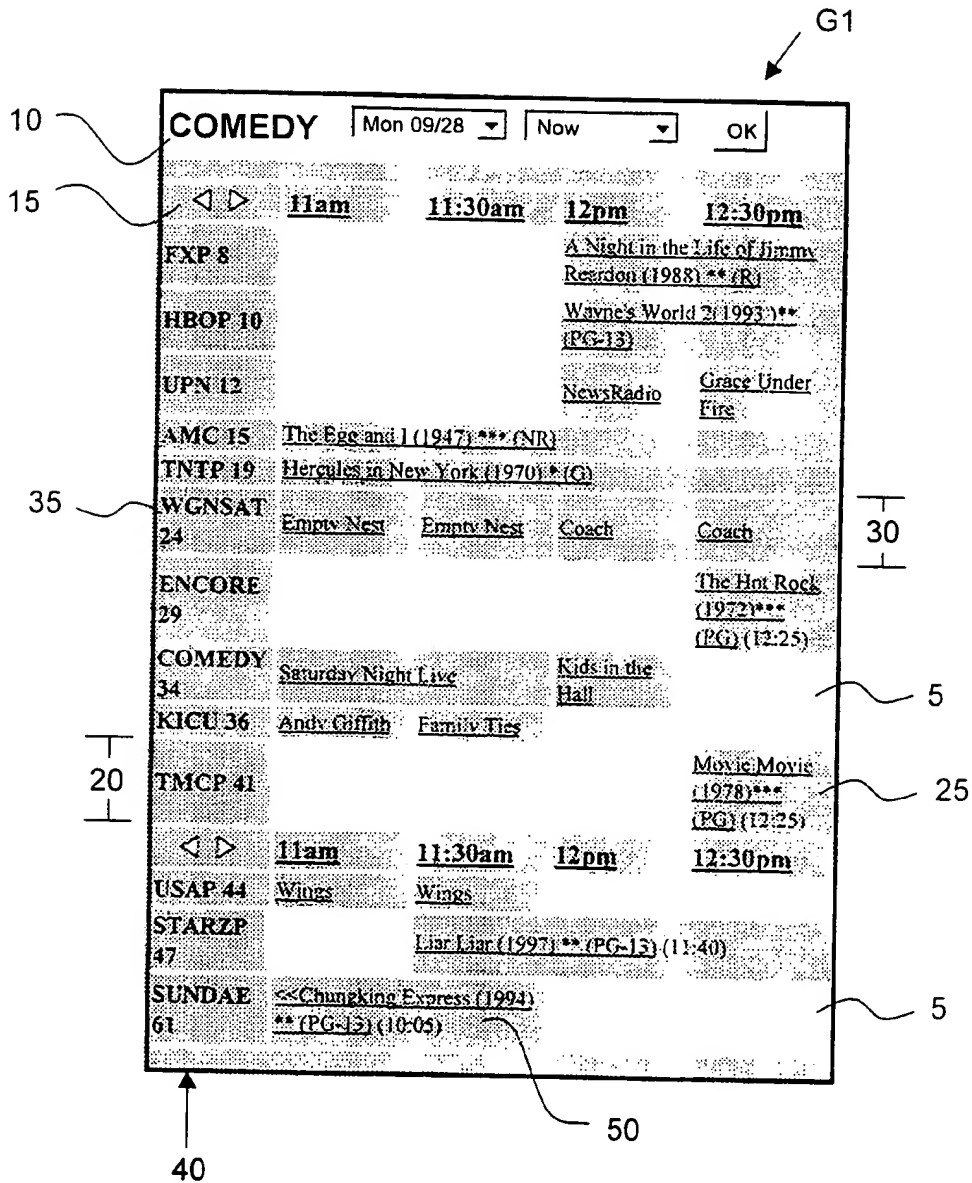 G1
10
COMEDY Mon 09/28 Now OK
15
11am 11:30am 12pm 12:30pm
FXP 8
A Night in the Life of Jimmy
Reardon (1988) ** (R)
HBOP 10
Wayne's World 2(1993 )**
(PG-13)
UPN 12
NewsRadio
Grace Under
Fire
AMC 15 The Egg and I (1947) *** (NR)
TNTP 19 Hercules in New York (1970) * (G)
35
WGNSAT
24
Empty Nest Empty Nest Coach Coach
30
ENCORE
29
The Hot Rock
(1972)***
(PG) (12:25)
COMEDY
34
Saturday Night Live
Kids in the
Hall
5
KICU 36 Andy Griffith Family Ties
20
TMCP 41
Movie Movie
(1978)***
(PG) (12:25)
25
11am 11:30am 12pm 12:30pm
USAP 44 Wings Wings
STARZP
47
Liar Liar (1997) ** (PG-13) (11:40)
SUNDAE
61
<<Chungking Express (1994)
** (PG-13) (10:05)
5
50
40